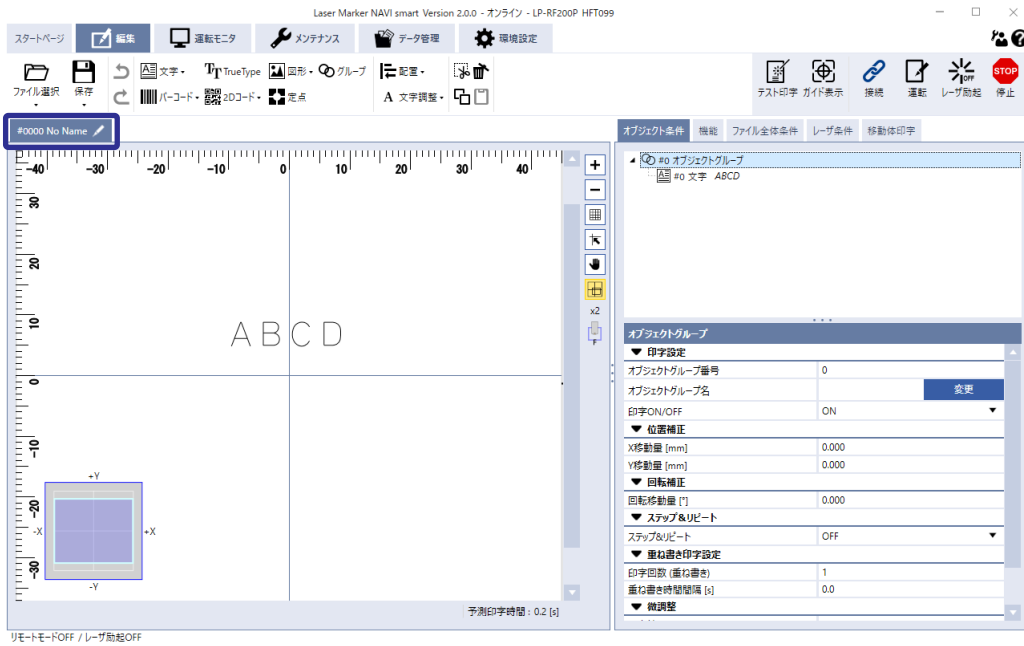 Laser Marker NAVI smart Version 2.0.0 - オンライン - LP-RF200P HFT099
スタートページ 編集 運転モニタ メンテナンス データ管理 環境設定
ファイル選択 保存 文字 TrueType 図形 グループ 配置
バーコード 2Dコード 定点 A 文字調整
テスト印字 ガイド表示 接続 運転 レーザ励起 停止
OFF STOP
#0000 No Name
オブジェクト条件 機能 ファイル全体条件 レーザ条件 移動体印字
-40 -30 -20 -10 0 10 20 30 40
30
20
10
0
-10
-20
-30
ABCD
+Y
-X +X
-Y
x2
F
予測印字時間 : 0.2 [s]
#0 オブジェクトグループ
#0 文字 ABCD
オブジェクトグループ
印字設定
オブジェクトグループ番号 0
オブジェクトグループ名 変更
印字ON/OFF ON
位置補正
X移動量 [mm] 0.000
Y移動量 [mm] 0.000
回転補正
回転移動量 [°] 0.000
ステップ&リピート
ステップ&リピート OFF
重ね書き印字設定
印字回数 (重ね書き) 1
重ね書き時間間隔 [s] 0.0
微調整
リモートモードOFF / レーザ励起OFF